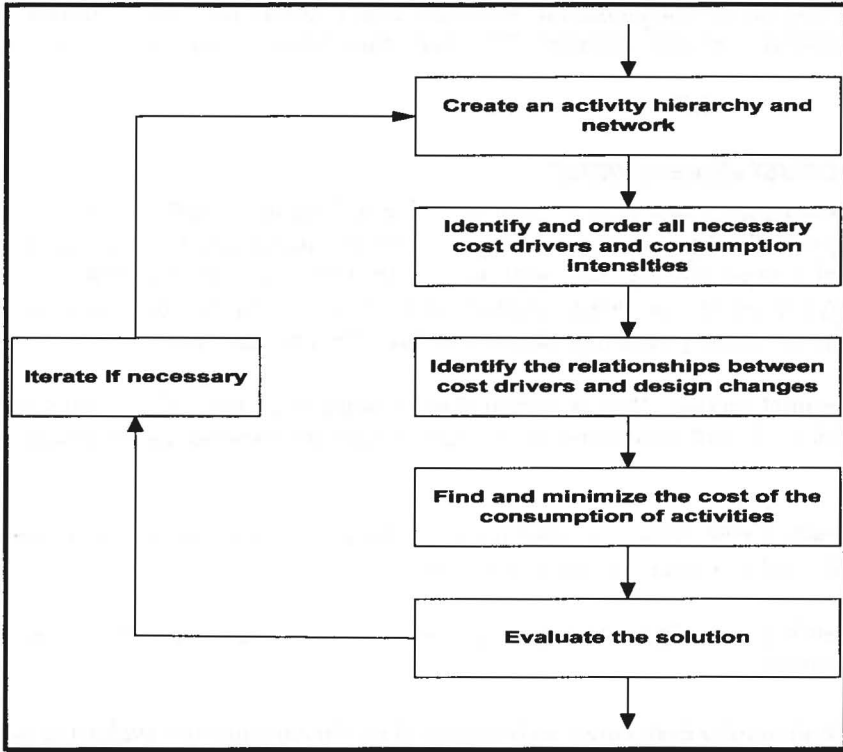 Create an activity hierarchy and
network
Identify and order all necessary
cost drivers and consumption
intensities
Identify the relationships between
cost drivers and design changes
Iterate if necessary
Find and minimize the cost of the
consumption of activities
Evaluate the solution